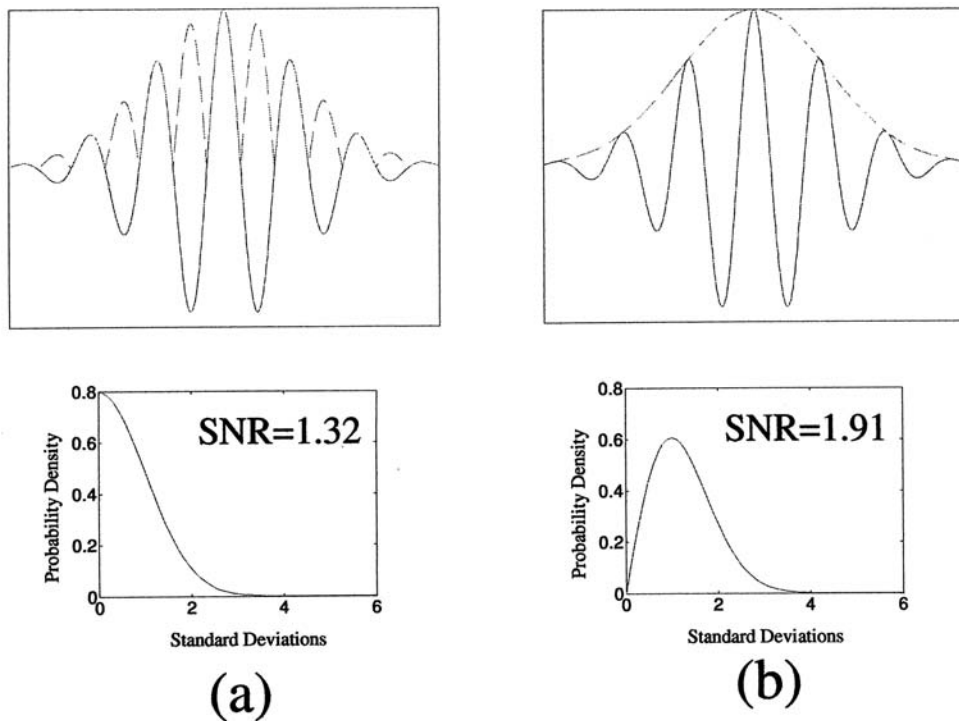 0.8
SNR=1.32
0.6
0.4
0.2
0
0
2
4
6
Probability Density
Standard Deviations
(a)
0.8
SNR=1.91
0.6
0.4
0.2
0
0
2
4
6
Probability Density
Standard Deviations
(b)